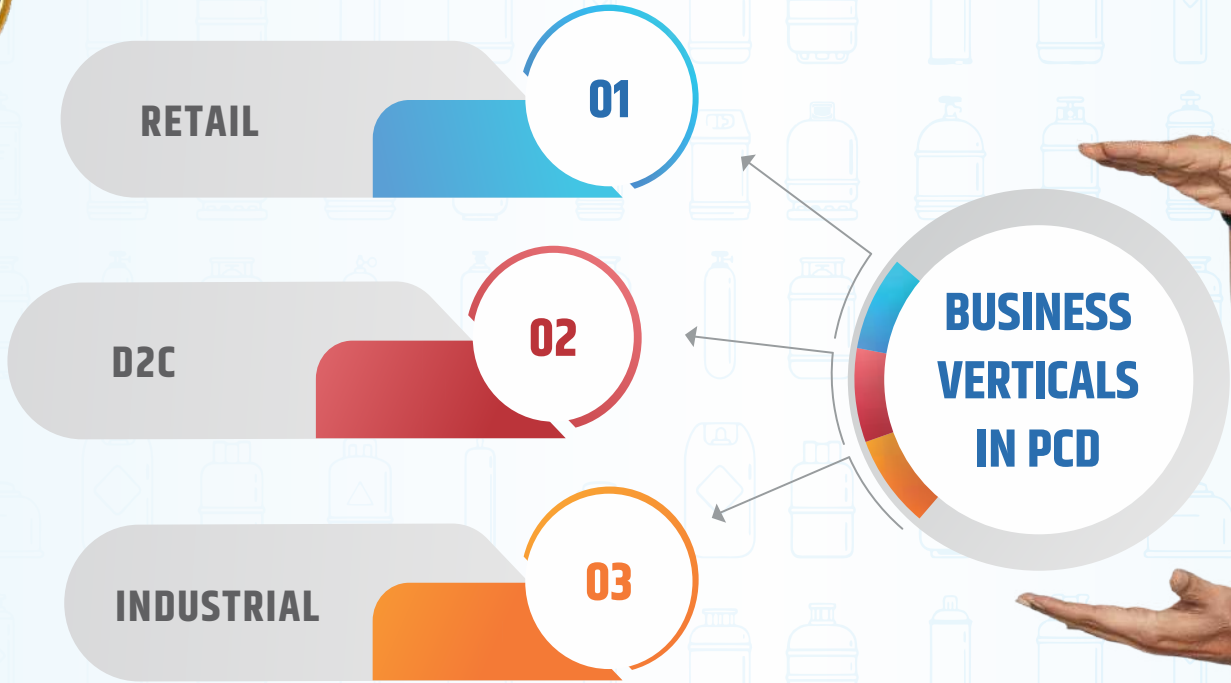 RETAIL
01
D2C
02
INDUSTRIAL
03
BUSINESS
VERTICALS
IN PCD